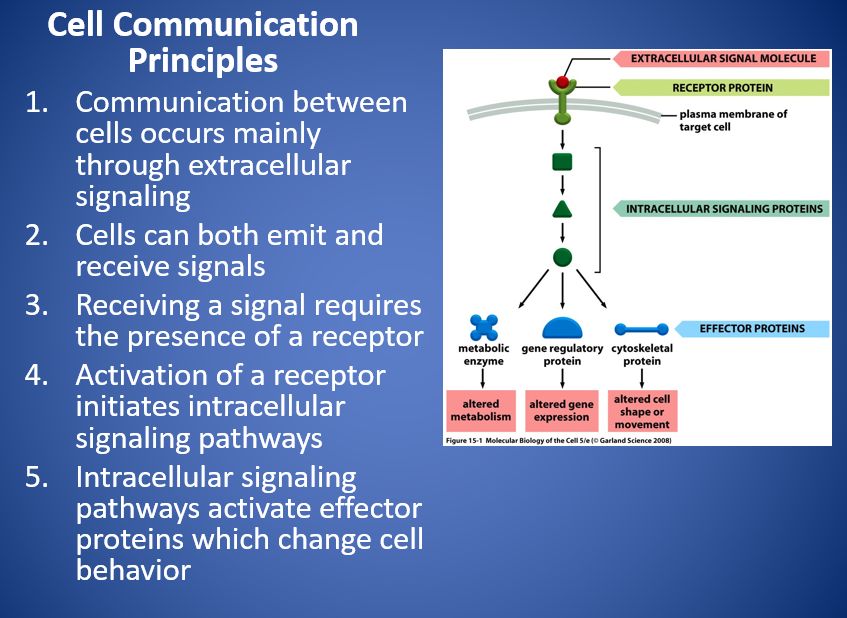 Cell Communication
Principles
1. Communication between
cells occurs mainly
through extracellular
signaling
2. Cells can both emit and
receive signals
3. Receiving a signal requires
the presence of a receptor
4. Activation of a receptor
initiates intracellular
signaling pathways
5. Intracellular signaling
pathways activate effector
proteins which change cell
behavior
EXTRACELLULAR SIGNAL MOLECULE
RECEPTOR PROTEIN
plasma membrane of
target cell
INTRACELLULAR SIGNALING PROTEINS
EFFECTOR PROTEINS
metabolic
enzyme
gene regulatory
protein
cytoskeletal
protein
altered
metabolism
altered gene
expression
altered cell
shape or
movement
Figure 15-1 Molecular Biology of the Cell 5/e (© Garland Science 2008)